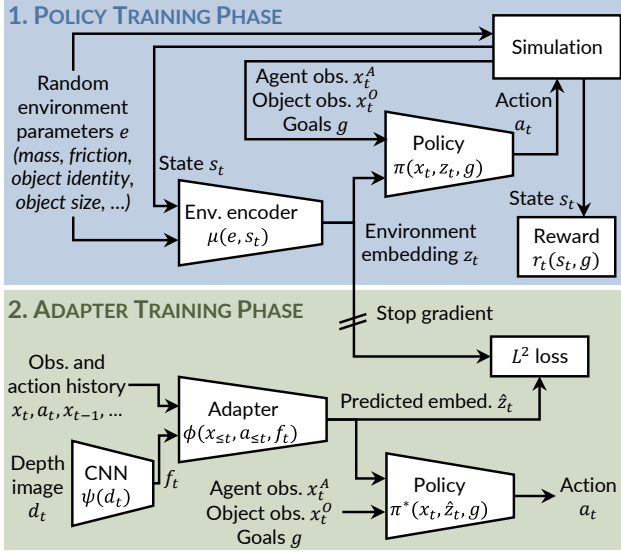 1. POLICY TRAINING PHASE
Simulation
Random
environment
parameters e
(mass, friction,
object identity,
object size, ...)
Agent obs. x_t^A
Object obs. x_t^O
Goals g
Action
a_t
Policy
π(x_t, z_t, g)
State s_t
Env. encoder
μ(e, s_t)
State s_t
Environment
embedding z_t
Reward
r_t(s_t, g)
2. ADAPTER TRAINING PHASE
Stop gradient
L² loss
Obs. and
action history
x_t, a_t, x_{t-1}, ...
Adapter
ϕ(x_{≤t}, a_{≤t}, f_t)
Predicted embed. ẑ_t
Depth
image
d_t
CNN
ψ(d_t)
f_t
Agent obs. x_t^A
Object obs. x_t^O
Goals g
Policy
π*(x_t, ẑ_t, g)
Action
a_t